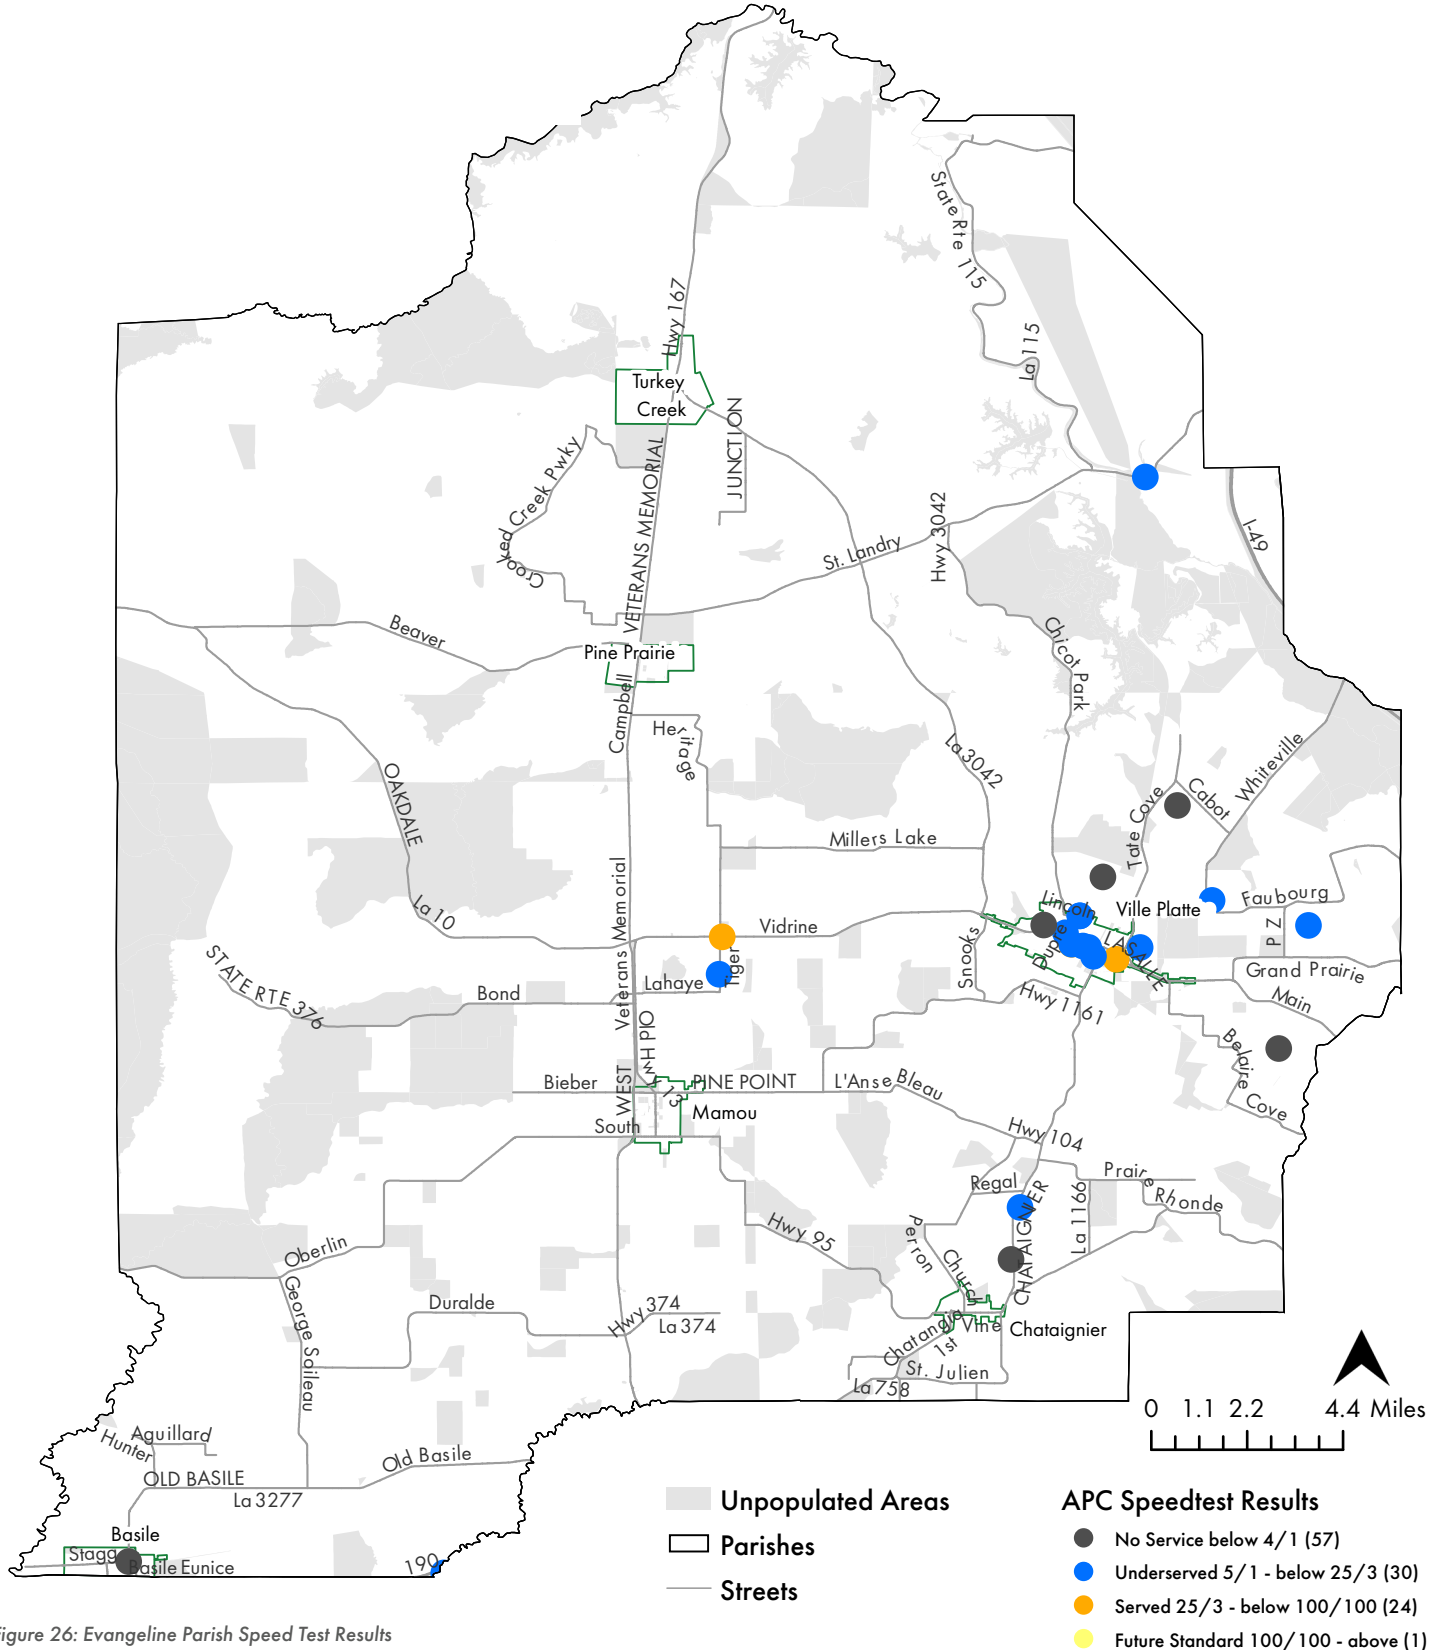 State Rte 115
Hwy 167
La 115
Turkey
Creek
JUNCTION
Crooked Creek Pwky
VETERANS MEMORIAL
Hwy 3042
I-49
St. Landry
Beaver
Pine Prairie
Chicot Park
Campbell
Heritage
La 3042
Whiteville
Cabot
Tate Cove
OAKDALE
Millers Lake
Veterans Memorial
La 10
Lincoln
Ville Platte
Faubourg
Vidrine
Snooks
Dupre
LASALLE
P Z
STATE RTE 376
Tiger
Lahaye
Grand Prairie
Bond
Hwy 1161
Main
Old Hwy 13
Belaire Cove
WEST
Bieber
PINE POINT
L'Anse Bleau
Mamou
South
Hwy 104
Regal
Prairie Rhonde
La 1166
CHATAIGNIER
Perron
Hwy 95
Oberlin
Church
George Soileau
Duralde
Hwy 374
La 374
Chatangia
Vine
Chataignier
1st
St. Julien
La 758
0 1.1 2.2 4.4 Miles
Aguillard
Hunter
Old Basile
OLD BASILE
La 3277
Basile
Stagg
Basile Eunice
190
Unpopulated Areas
Parishes
Streets
APC Speedtest Results
No Service below 4/1 (57)
Underserved 5/1 - below 25/3 (30)
Served 25/3 - below 100/100 (24)
Future Standard 100/100 - above (1)
igure 26: Evangeline Parish Speed Test Results